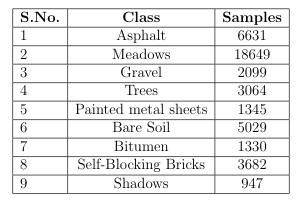 S.No. Class Samples
1 Asphalt 6631
2 Meadows 18649
3 Gravel 2099
4 Trees 3064
5 Painted metal sheets 1345
6 Bare Soil 5029
7 Bitumen 1330
8 Self-Blocking Bricks 3682
9 Shadows 947